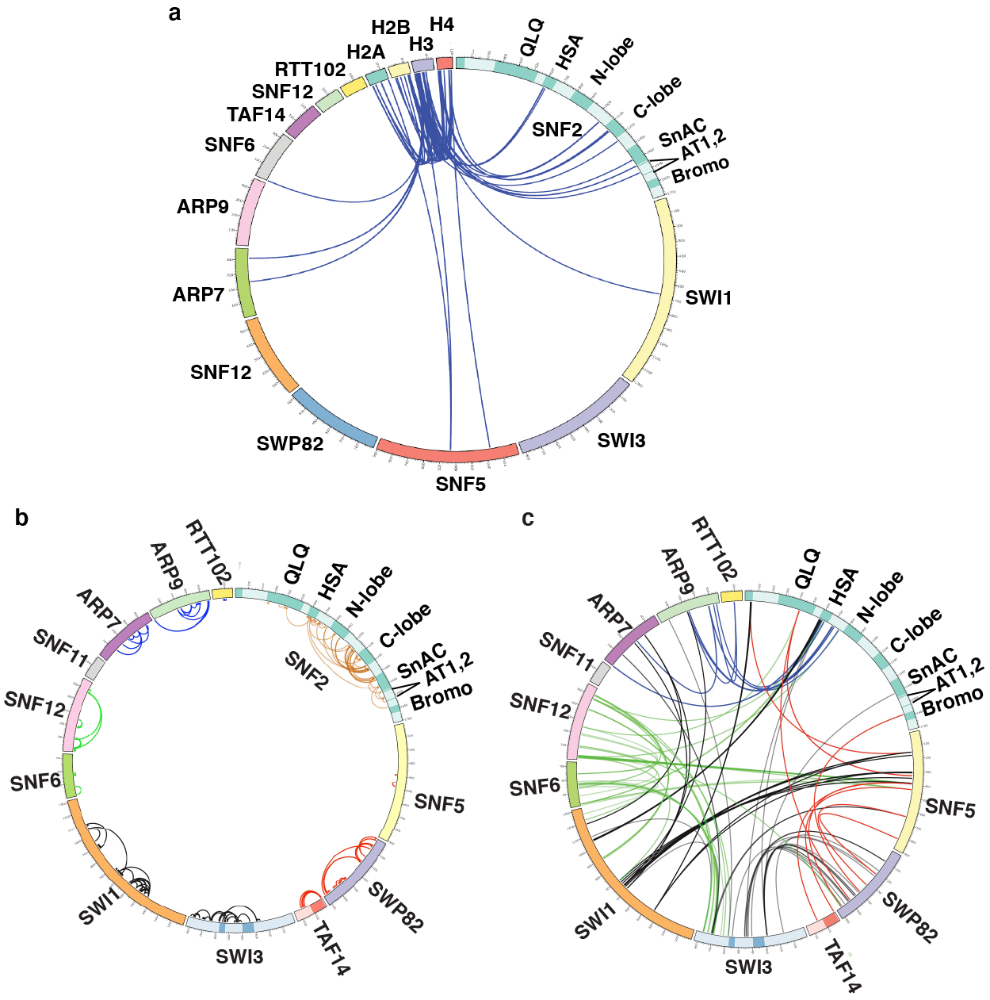 a
H2B
H4
H3
H2A
RTT102
SNF12
TAF14
SNF6
ARP9
ARP7
SNF12
SWP82
SNF5
SWI3
SWI1
SNF2
QLQ
HSA
N-lobe
C-lobe
SnAC
AT1,2
Bromo
b
RTT102
ARP9
ARP7
SNF11
SNF12
SNF6
SWI1
SWI3
TAF14
SWP82
SNF5
SNF2
QLQ
HSA
N-lobe
C-lobe
SnAC
AT1,2
Bromo
c
RTT102
ARP9
ARP7
SNF11
SNF12
SNF6
SWI1
SWI3
TAF14
SWP82
SNF5
QLQ
HSA
N-lobe
C-lobe
SnAC
AT1,2
Bromo